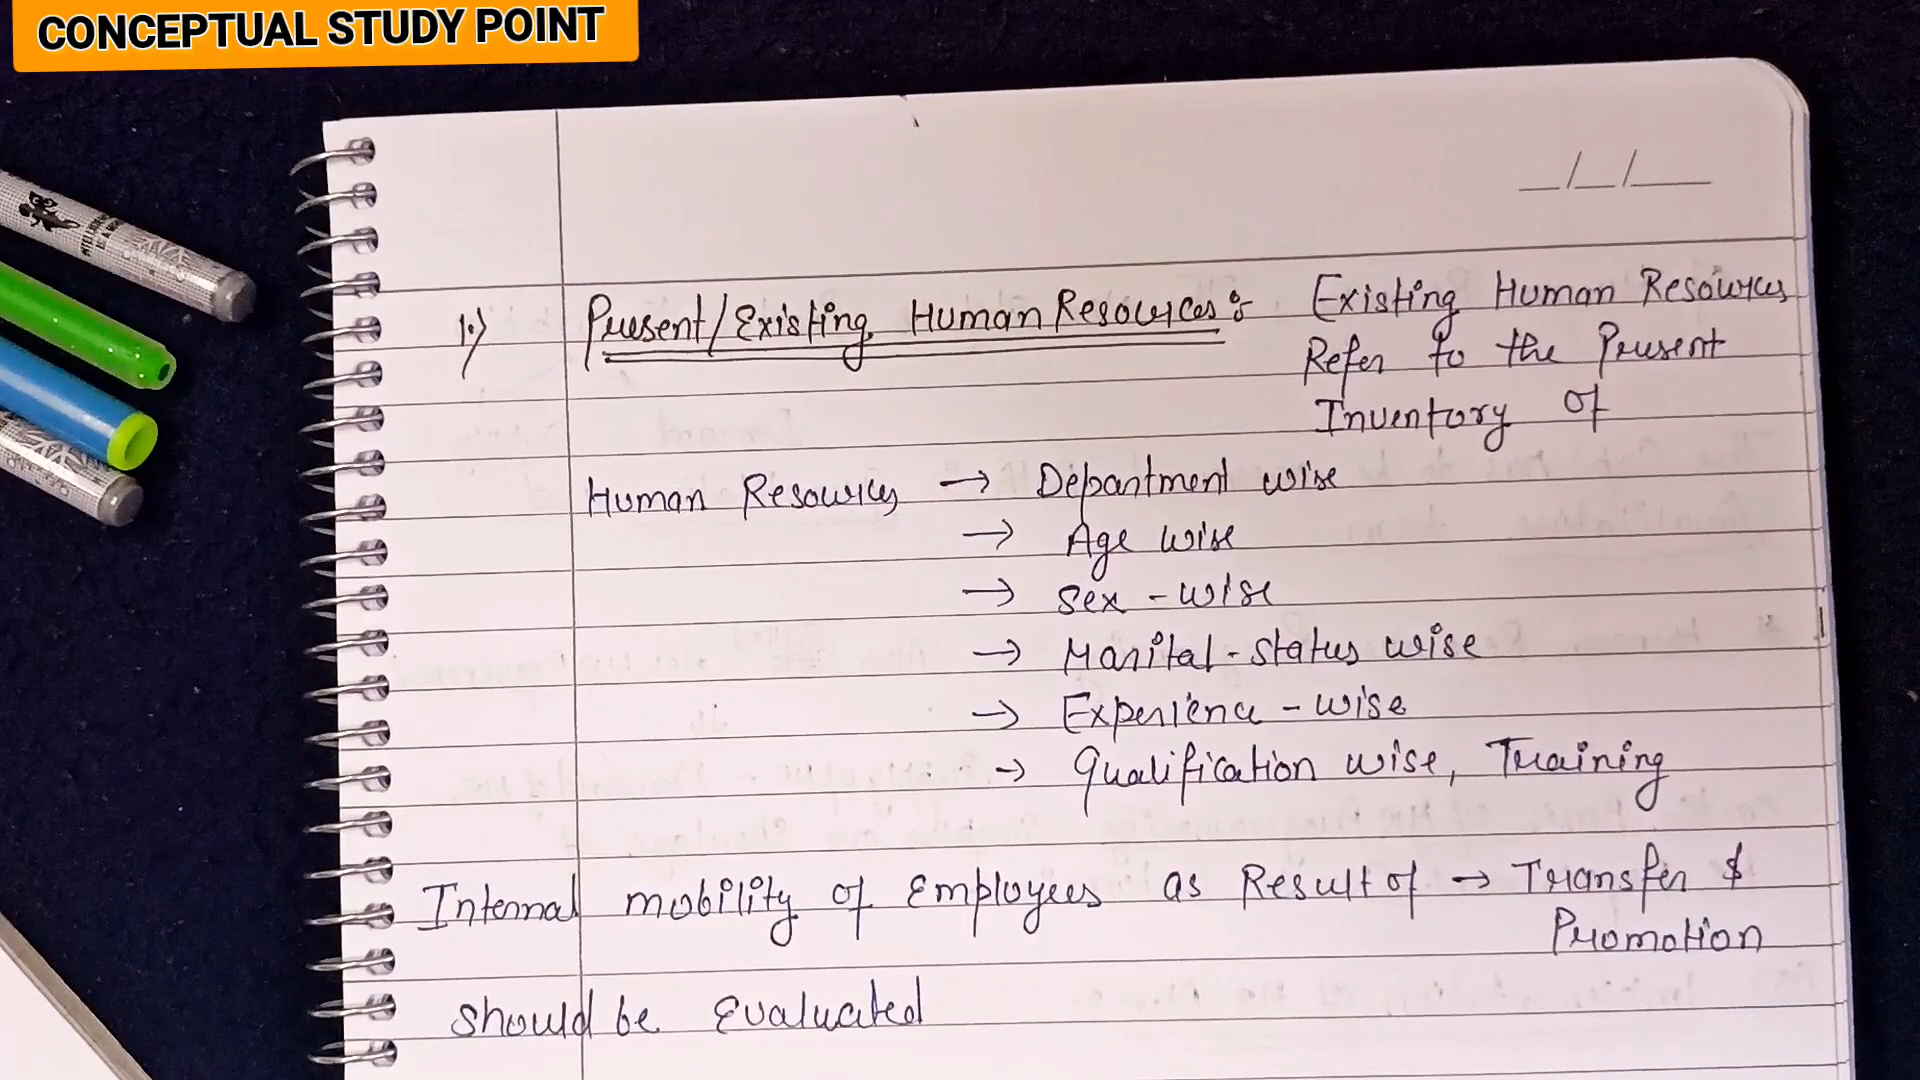 CONCEPTUAL STUDY POINT
_/_/__
1.) Present/Existing Human Resources :- Existing Human Resources
Refer to the Present
Inventory of
Human Resources → Department wise
→ Age wise
→ Sex - wise
→ Marital - Status wise
→ Experience - wise
→ Qualification wise, Training
Internal mobility of Employees as Result of → Transfer &
Promotion
should be Evaluated